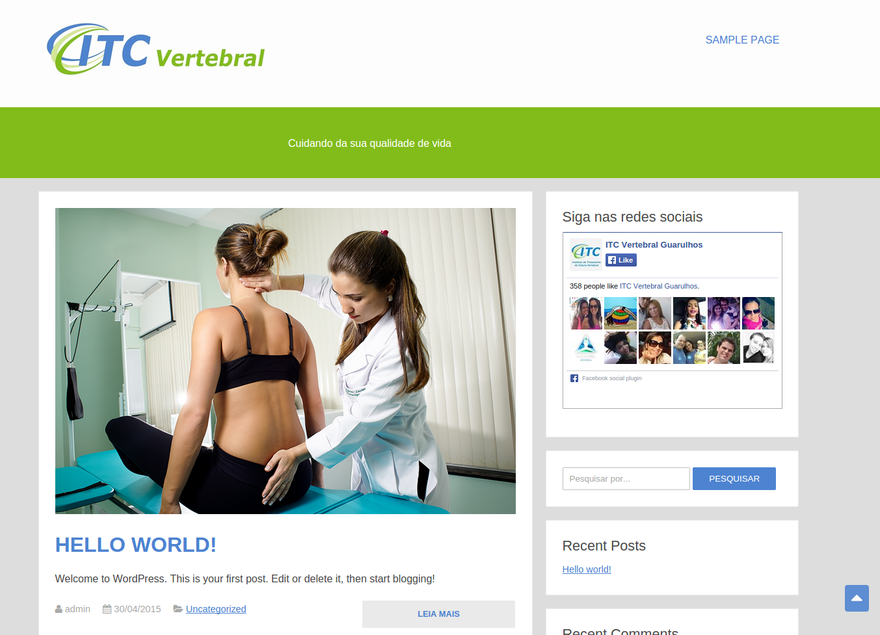 ITC Vertebral
SAMPLE PAGE
Cuidando da sua qualidade de vida
Siga nas redes sociais
ITC
ITC Vertebral Guarulhos
Like
358 people like ITC Vertebral Guarulhos.
Facebook social plugin
Pesquisar por...
PESQUISAR
HELLO WORLD!
Welcome to WordPress. This is your first post. Edit or delete it, then start blogging!
admin 30/04/2015 Uncategorized
LEIA MAIS
Recent Posts
Hello world!
Recent Comments